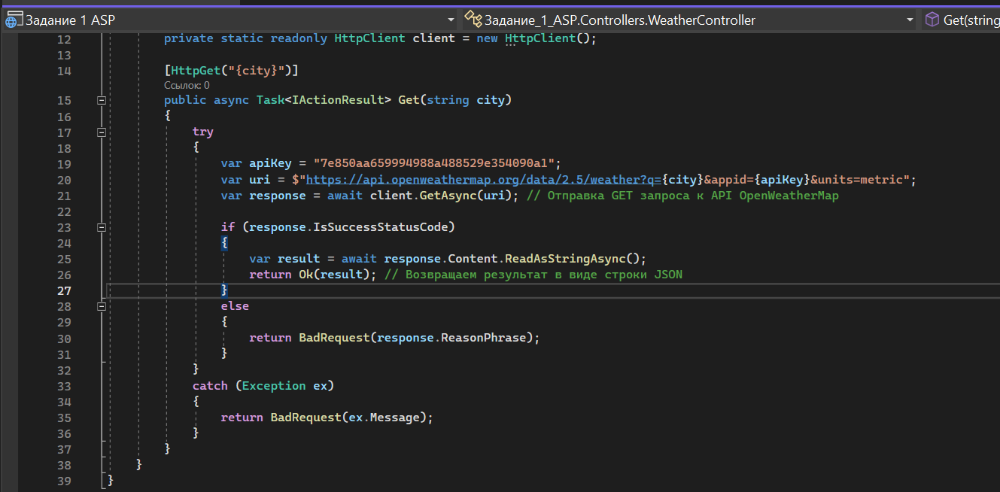 Задание 1 ASP Задание_1_ASP.Controllers.WeatherController Get(string
12 private static readonly HttpClient client = new HttpClient();
13
14 [HttpGet("{city}")]
Ссылок: 0
15 public async Task<IActionResult> Get(string city)
16 {
17 try
18 {
19 var apiKey = "7e850aa659994988a488529e354090a1";
20 var uri = $"https://api.openweathermap.org/data/2.5/weather?q={city}&appid={apiKey}&units=metric";
21 var response = await client.GetAsync(uri); // Отправка GET запроса к API OpenWeatherMap
22
23 if (response.IsSuccessStatusCode)
24 {
25 var result = await response.Content.ReadAsStringAsync();
26 return Ok(result); // Возвращаем результат в виде строки JSON
27 }
28 else
29 {
30 return BadRequest(response.ReasonPhrase);
31 }
32 }
33 catch (Exception ex)
34 {
35 return BadRequest(ex.Message);
36 }
37 }
38 }
39 }